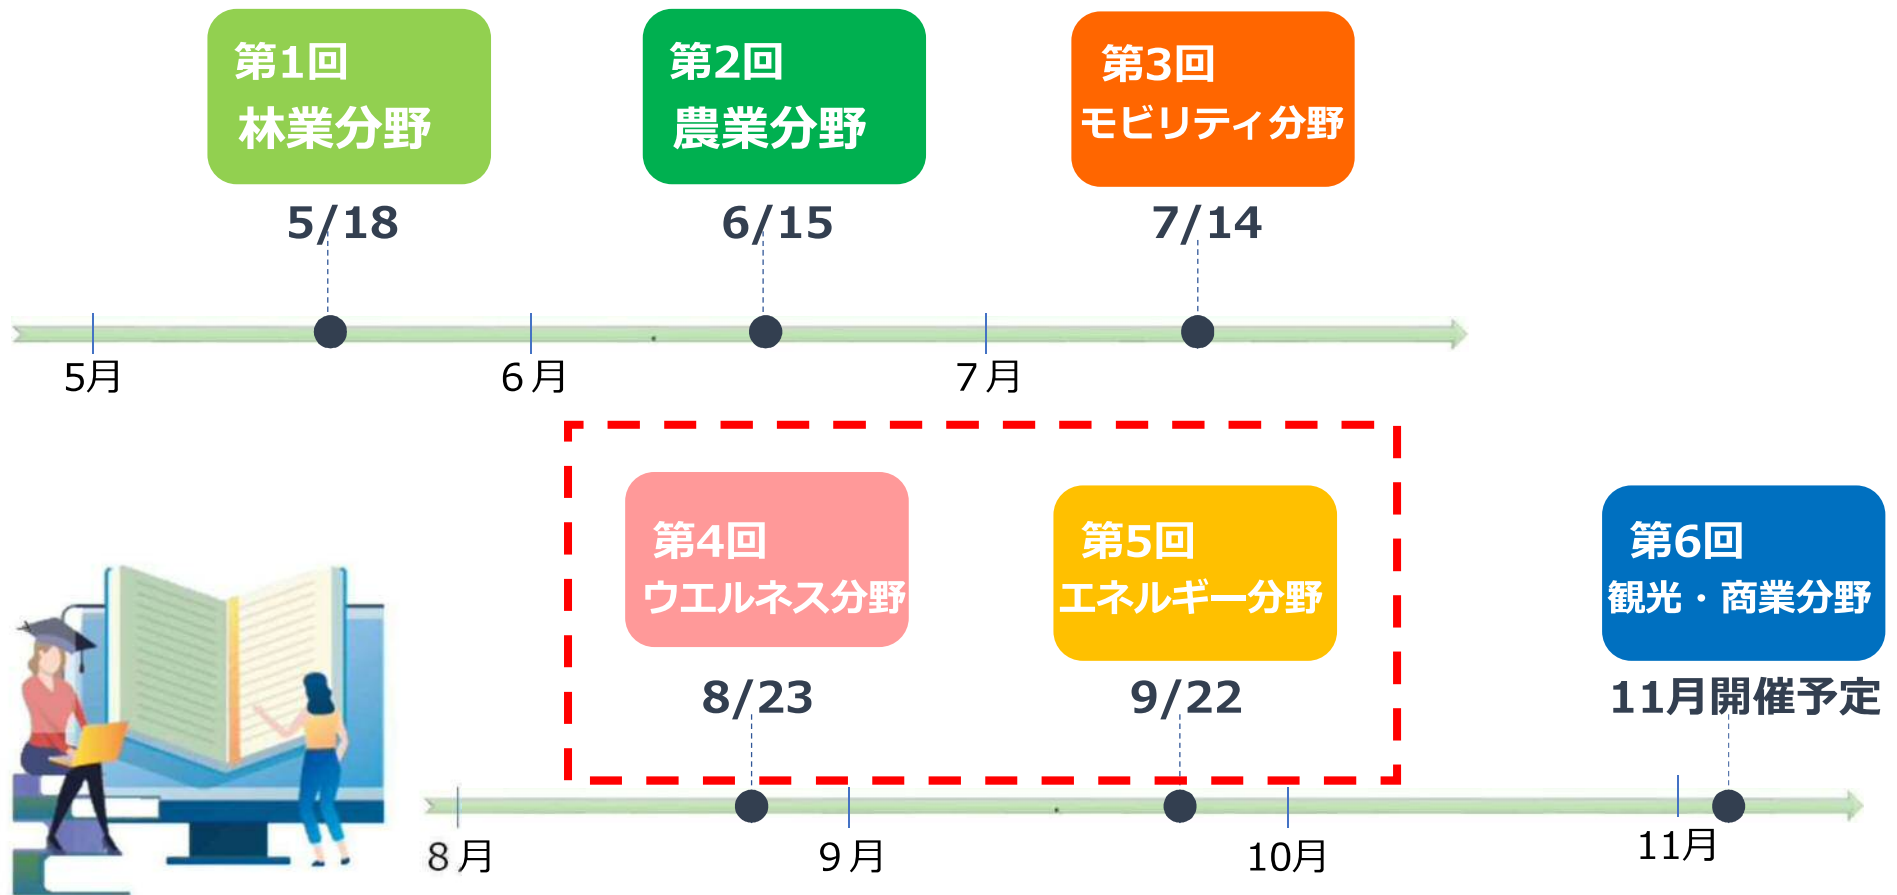 第1回
林業分野
5/18
第2回
農業分野
6/15
第3回
モビリティ分野
7/14
5月
6月
7月
第4回
ウエルネス分野
8/23
第5回
エネルギー分野
9/22
第6回
観光・商業分野
11月開催予定
8月
9月
10月
11月